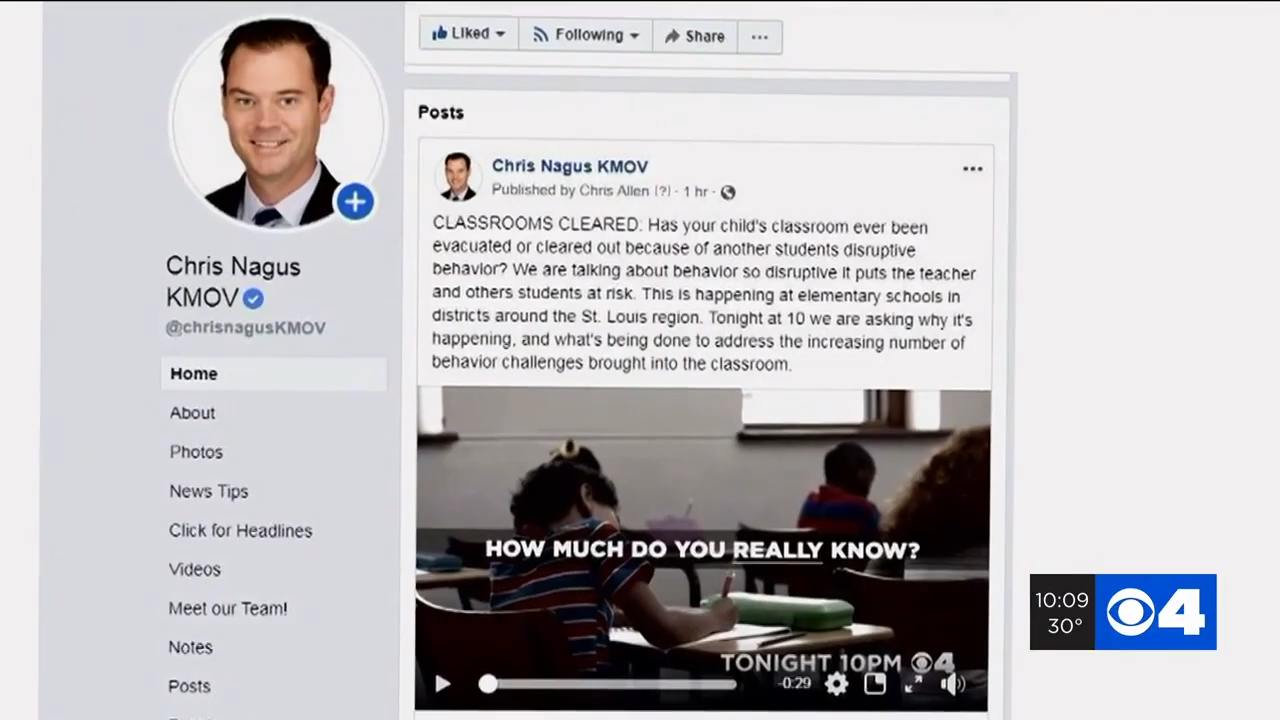 Liked
Following
Share
Posts
Chris Nagus KMOV
Published by Chris Allen (?) · 1 hr ·
CLASSROOMS CLEARED: Has your child's classroom ever been
evacuated or cleared out because of another students disruptive
behavior? We are talking about behavior so disruptive it puts the teacher
and others students at risk. This is happening at elementary schools in
districts around the St. Louis region. Tonight at 10 we are asking why it's
happening, and what's being done to address the increasing number of
behavior challenges brought into the classroom.
Chris Nagus
KMOV
@chrisnagusKMOV
Home
About
Photos
News Tips
Click for Headlines
Videos
Meet our Team!
Notes
Posts
HOW MUCH DO YOU REALLY KNOW?
TONIGHT 10PM 4
-0:29
10:09
30°
4